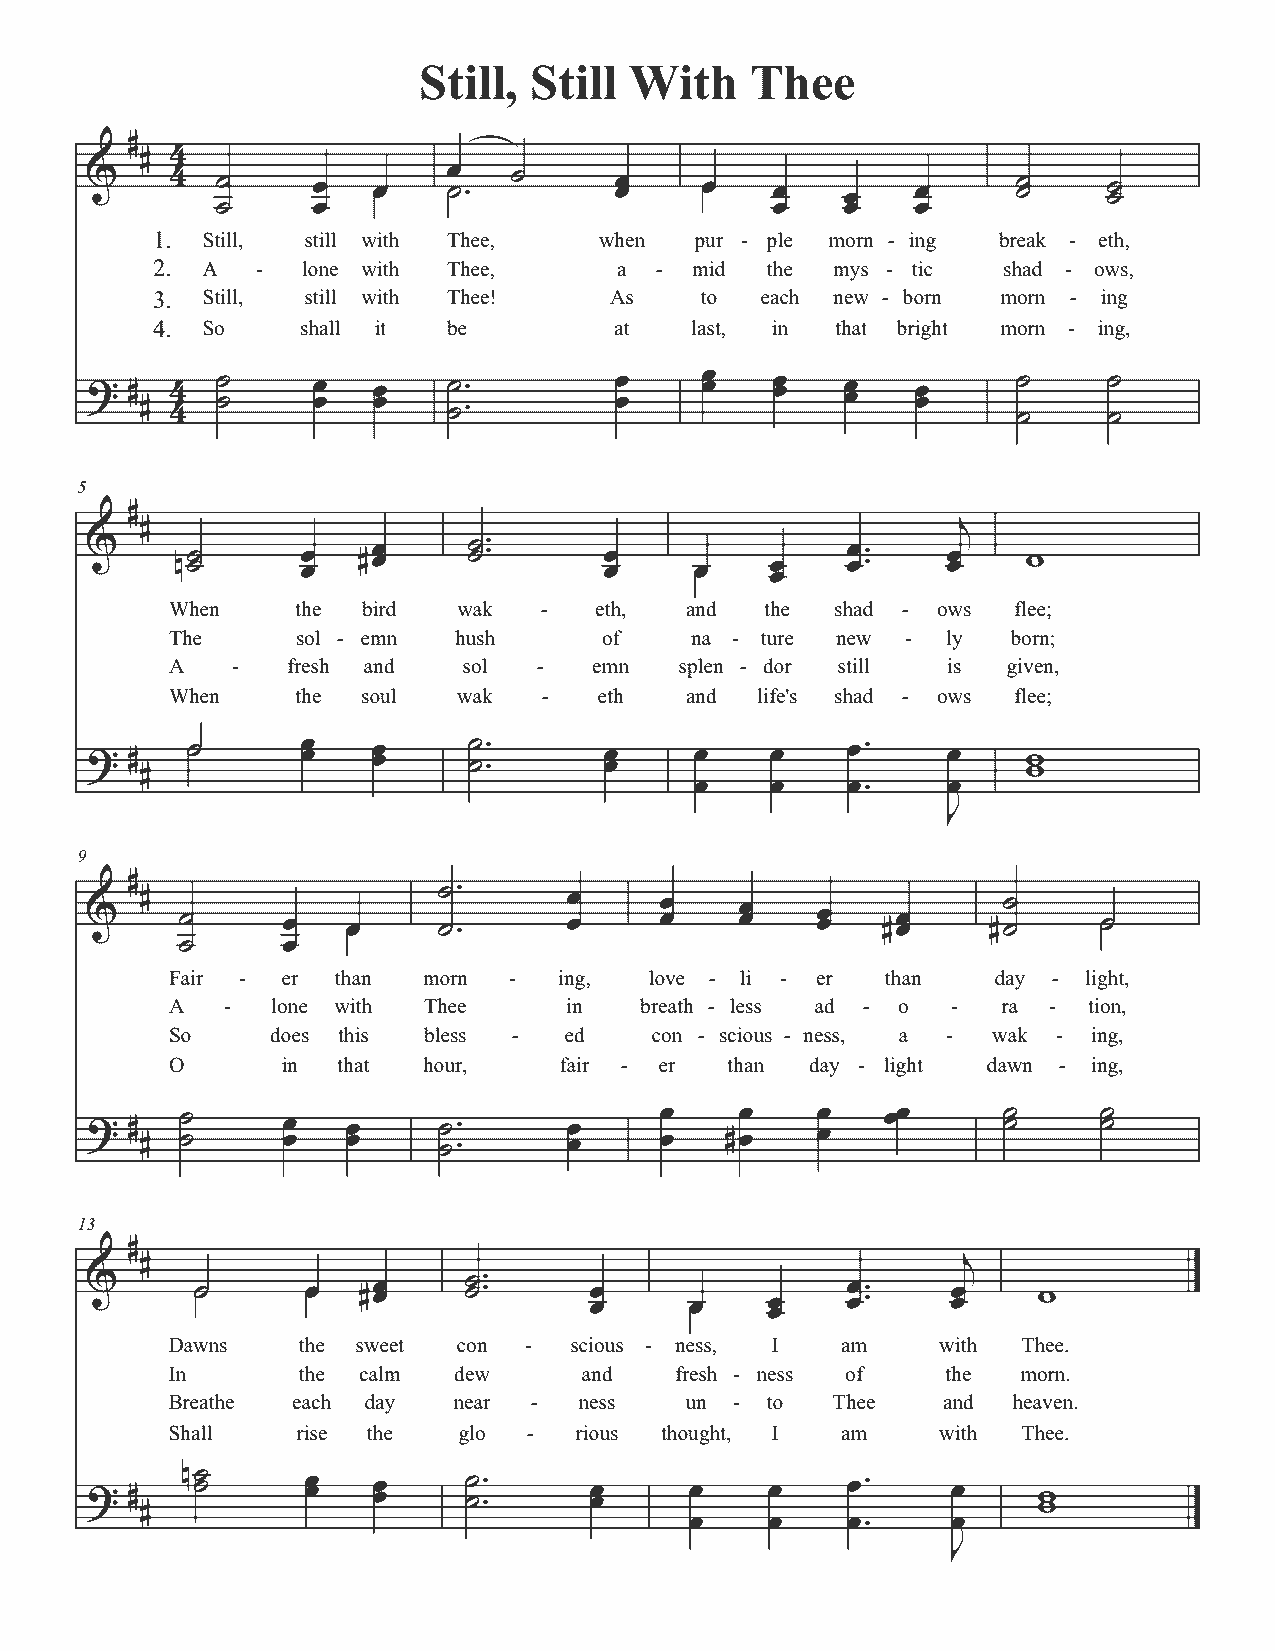 Still, Still With Thee
1. Still, still with Thee, when pur - ple morn - ing break - eth,
2. A - lone with Thee, a - mid the mys - tic shad - ows,
3. Still, still with Thee! As to each new - born morn - ing
4. So shall it be at last, in that bright morn - ing,
5
When the bird wak - eth, and the shad - ows flee;
The sol - emn hush of na - ture new - ly born;
A - fresh and sol - emn splen - dor still is given,
When the soul wak - eth and life's shad - ows flee;
9
Fair - er than morn - ing, love - li - er than day - light,
A - lone with Thee in breath - less ad - o - ra - tion,
So does this bless - ed con - scious - ness, a - wak - ing,
O in that hour, fair - er than day - light dawn - ing,
13
Dawns the sweet con - scious - ness, I am with Thee.
In the calm dew and fresh - ness of the morn.
Breathe each day near - ness un - to Thee and heaven.
Shall rise the glo - rious thought, I am with Thee.